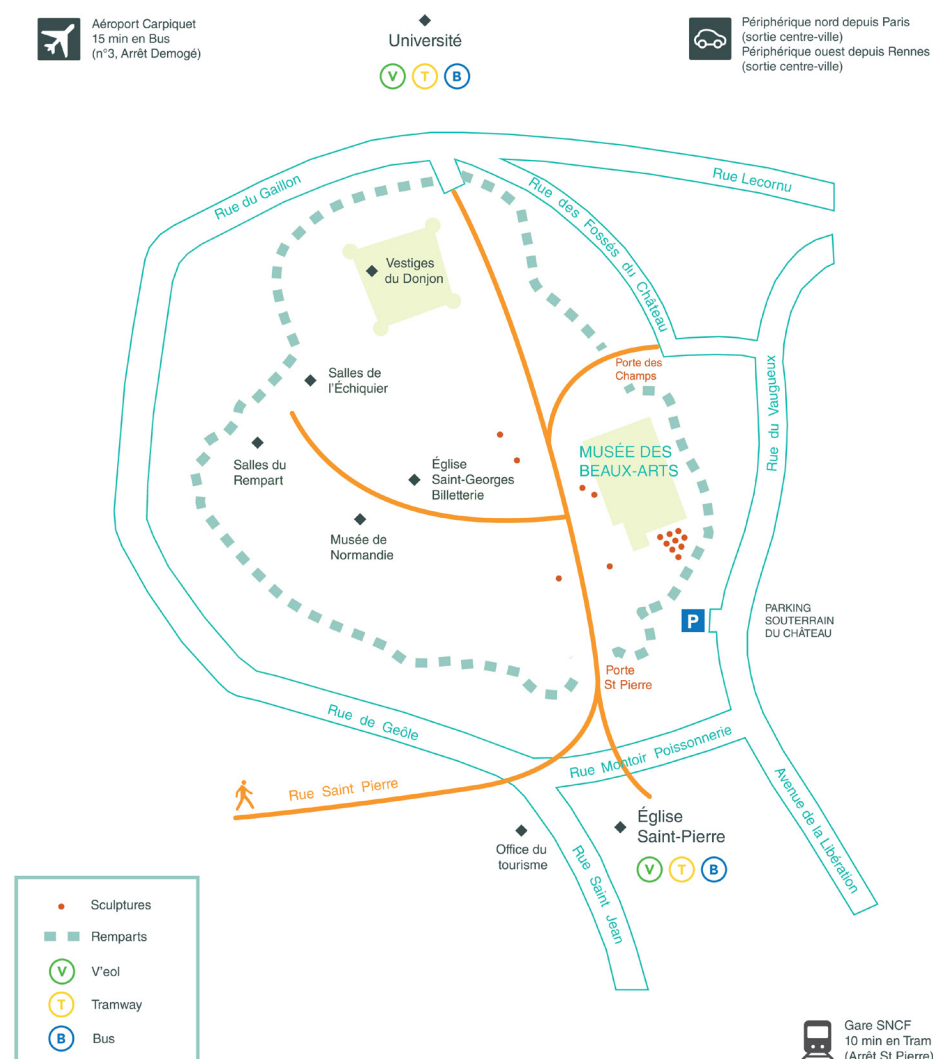 Aéroport Carpiquet
15 min en Bus
(n°3, Arrêt Demogé)
Université
V T B
Périphérique nord depuis Paris
(sortie centre-ville)
Périphérique ouest depuis Rennes
(sortie centre-ville)
Rue du Gaillon
Rue Lecornu
Rue des Fossés du Château
Vestiges
du Donjon
Porte des
Champs
Salles de
l'Échiquier
Rue du Vaugueux
MUSÉE DES
BEAUX-ARTS
Salles du
Rempart
Église
Saint-Georges
Billetterie
Musée de
Normandie
P
PARKING
SOUTERRAIN
DU CHÂTEAU
Porte
St Pierre
Rue de Geôle
Rue Montoir Poissonnerie
Rue Saint Pierre
Avenue de la Libération
Église
Saint-Pierre
V T B
Office du
tourisme
Rue Saint Jean
Sculptures
Remparts
V V'eol
T Tramway
B Bus
Gare SNCF
10 min en Tram
(Arrêt St Pierre)